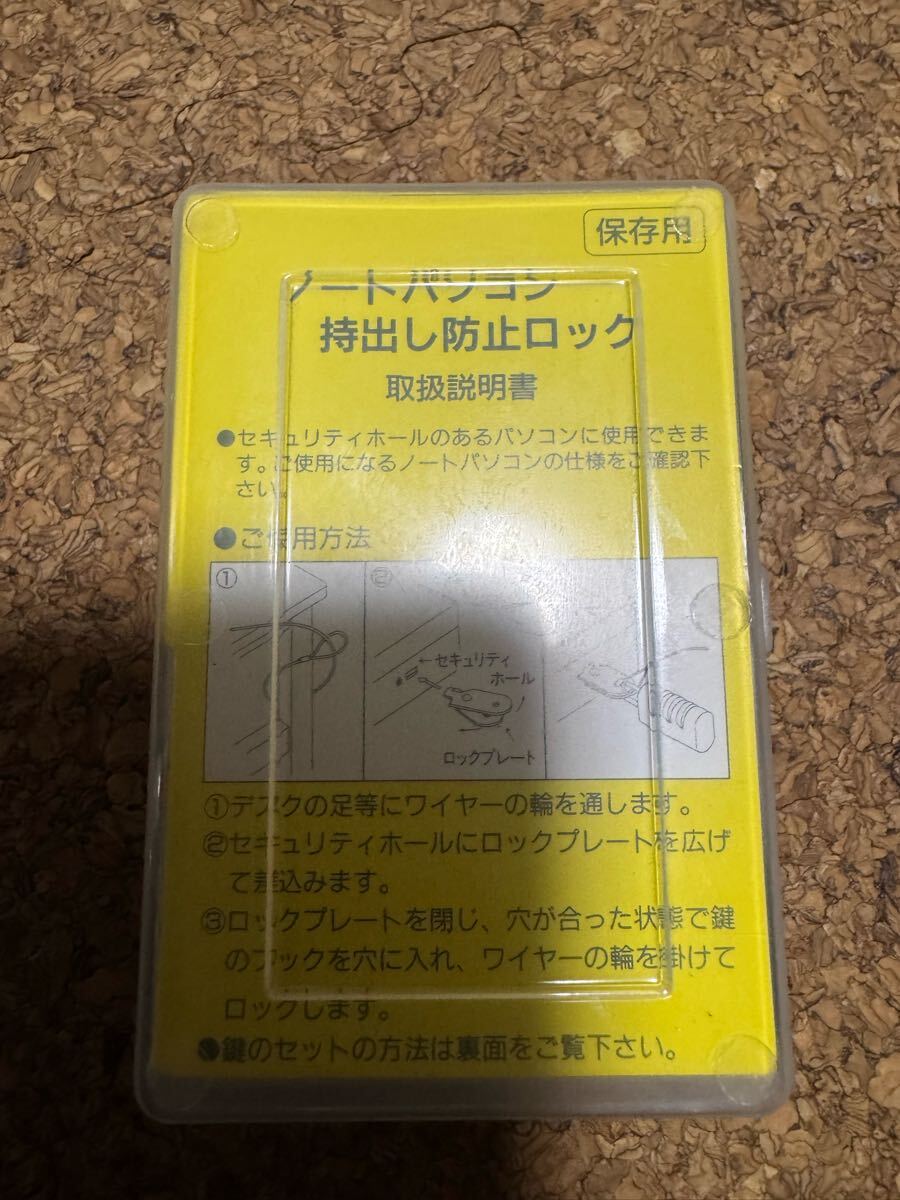 保存用
ノートパソコン
持出し防止ロック
取扱説明書
●セキュリティホールのあるパソコンに使用できま
す。ご使用になるノートパソコンの仕様をご確認下
さい。
●ご使用方法
① ②
←セキュリティ
ホール
ロックプレート
①デスクの足等にワイヤーの輪を通します。
②セキュリティホールにロックプレートを広げ
て差込みます。
③ロックプレートを閉じ、穴が合った状態で鍵
のフックを穴に入れ、ワイヤーの輪を掛けて
ロックします。
●鍵のセットの方法は裏面をご覧下さい。